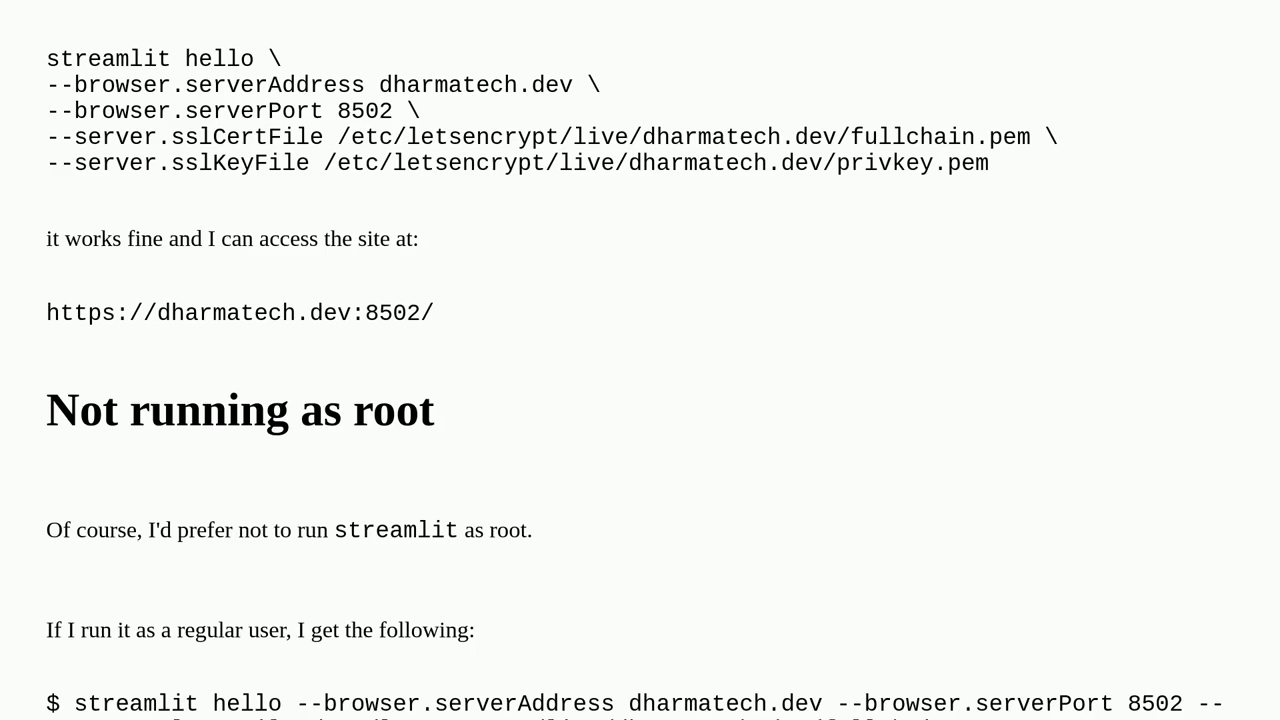 streamlit hello \
--browser.serverAddress dharmatech.dev \
--browser.serverPort 8502 \
--server.sslCertFile /etc/letsencrypt/live/dharmatech.dev/fullchain.pem \
--server.sslKeyFile /etc/letsencrypt/live/dharmatech.dev/privkey.pem
it works fine and I can access the site at:
https://dharmatech.dev:8502/
Not running as root
Of course, I'd prefer not to run streamlit as root.
If I run it as a regular user, I get the following:
$ streamlit hello --browser.serverAddress dharmatech.dev --browser.serverPort 8502 --